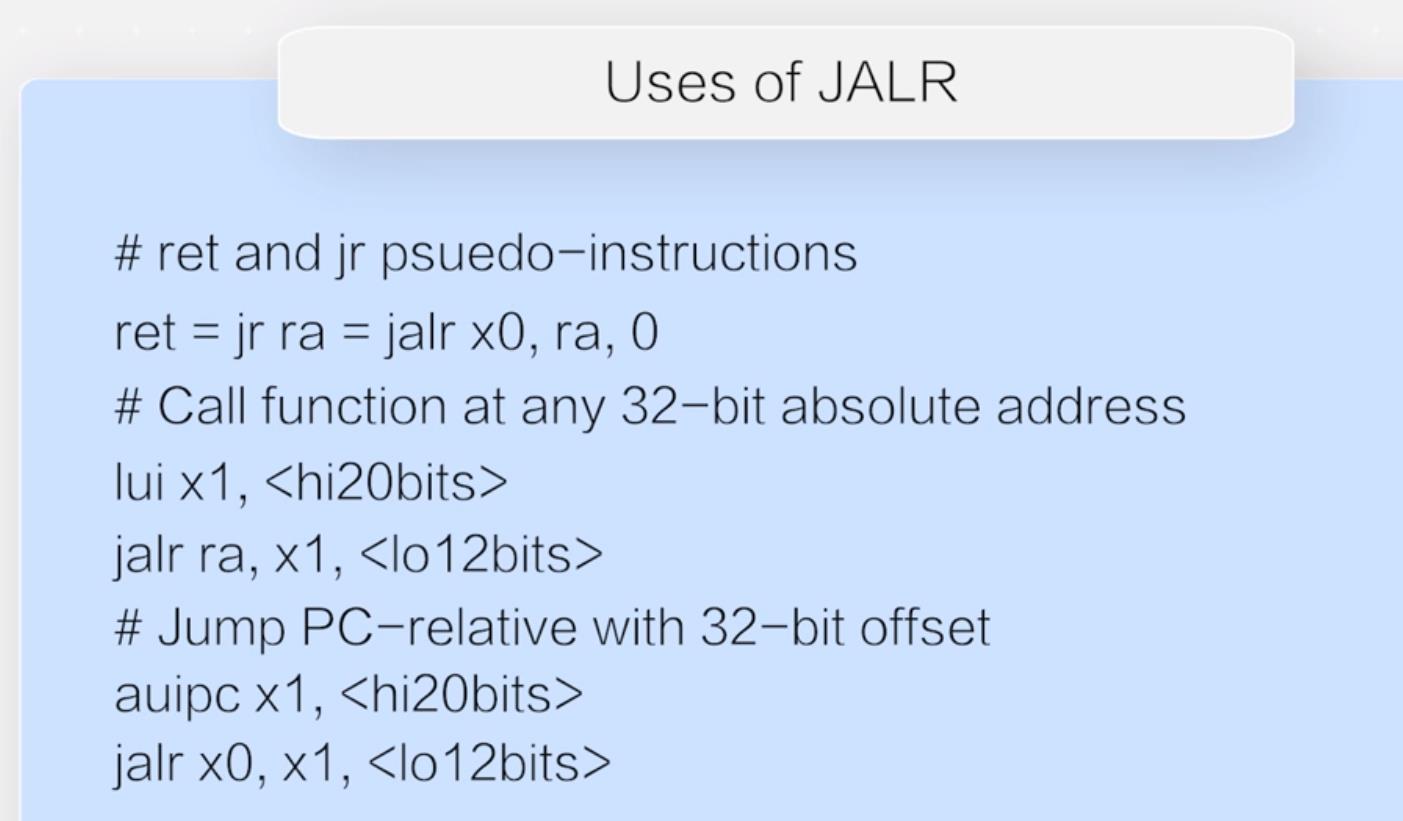 Uses of JALR
# ret and jr psuedo-instructions
ret = jr ra = jalr x0, ra, 0
# Call function at any 32-bit absolute address
lui x1, <hi20bits>
jalr ra, x1, <lo12bits>
# Jump PC-relative with 32-bit offset
auipc x1, <hi20bits>
jalr x0, x1, <lo12bits>